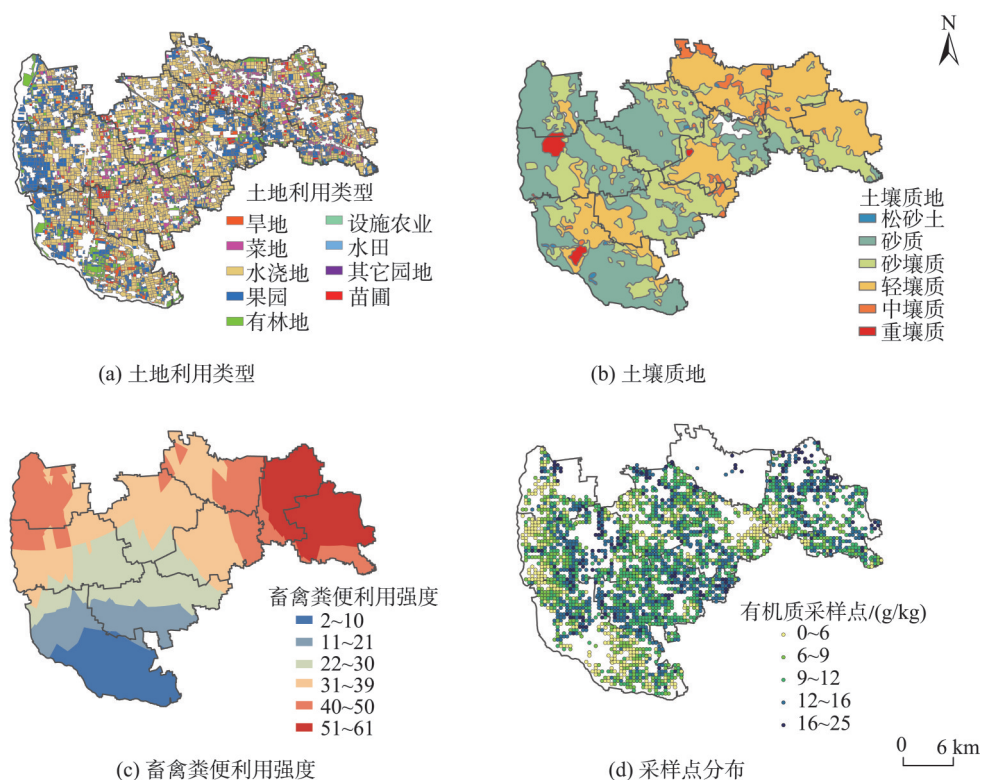 N
土地利用类型
旱地
菜地
水浇地
果园
有林地
设施农业
水田
其它园地
苗圃
(a) 土地利用类型
土壤质地
松砂土
砂质
砂壤质
轻壤质
中壤质
重壤质
(b) 土壤质地
畜禽粪便利用强度
2~10
11~21
22~30
31~39
40~50
51~61
(c) 畜禽粪便利用强度
有机质采样点/(g/kg)
0~6
6~9
9~12
12~16
16~25
(d) 采样点分布
0 6 km